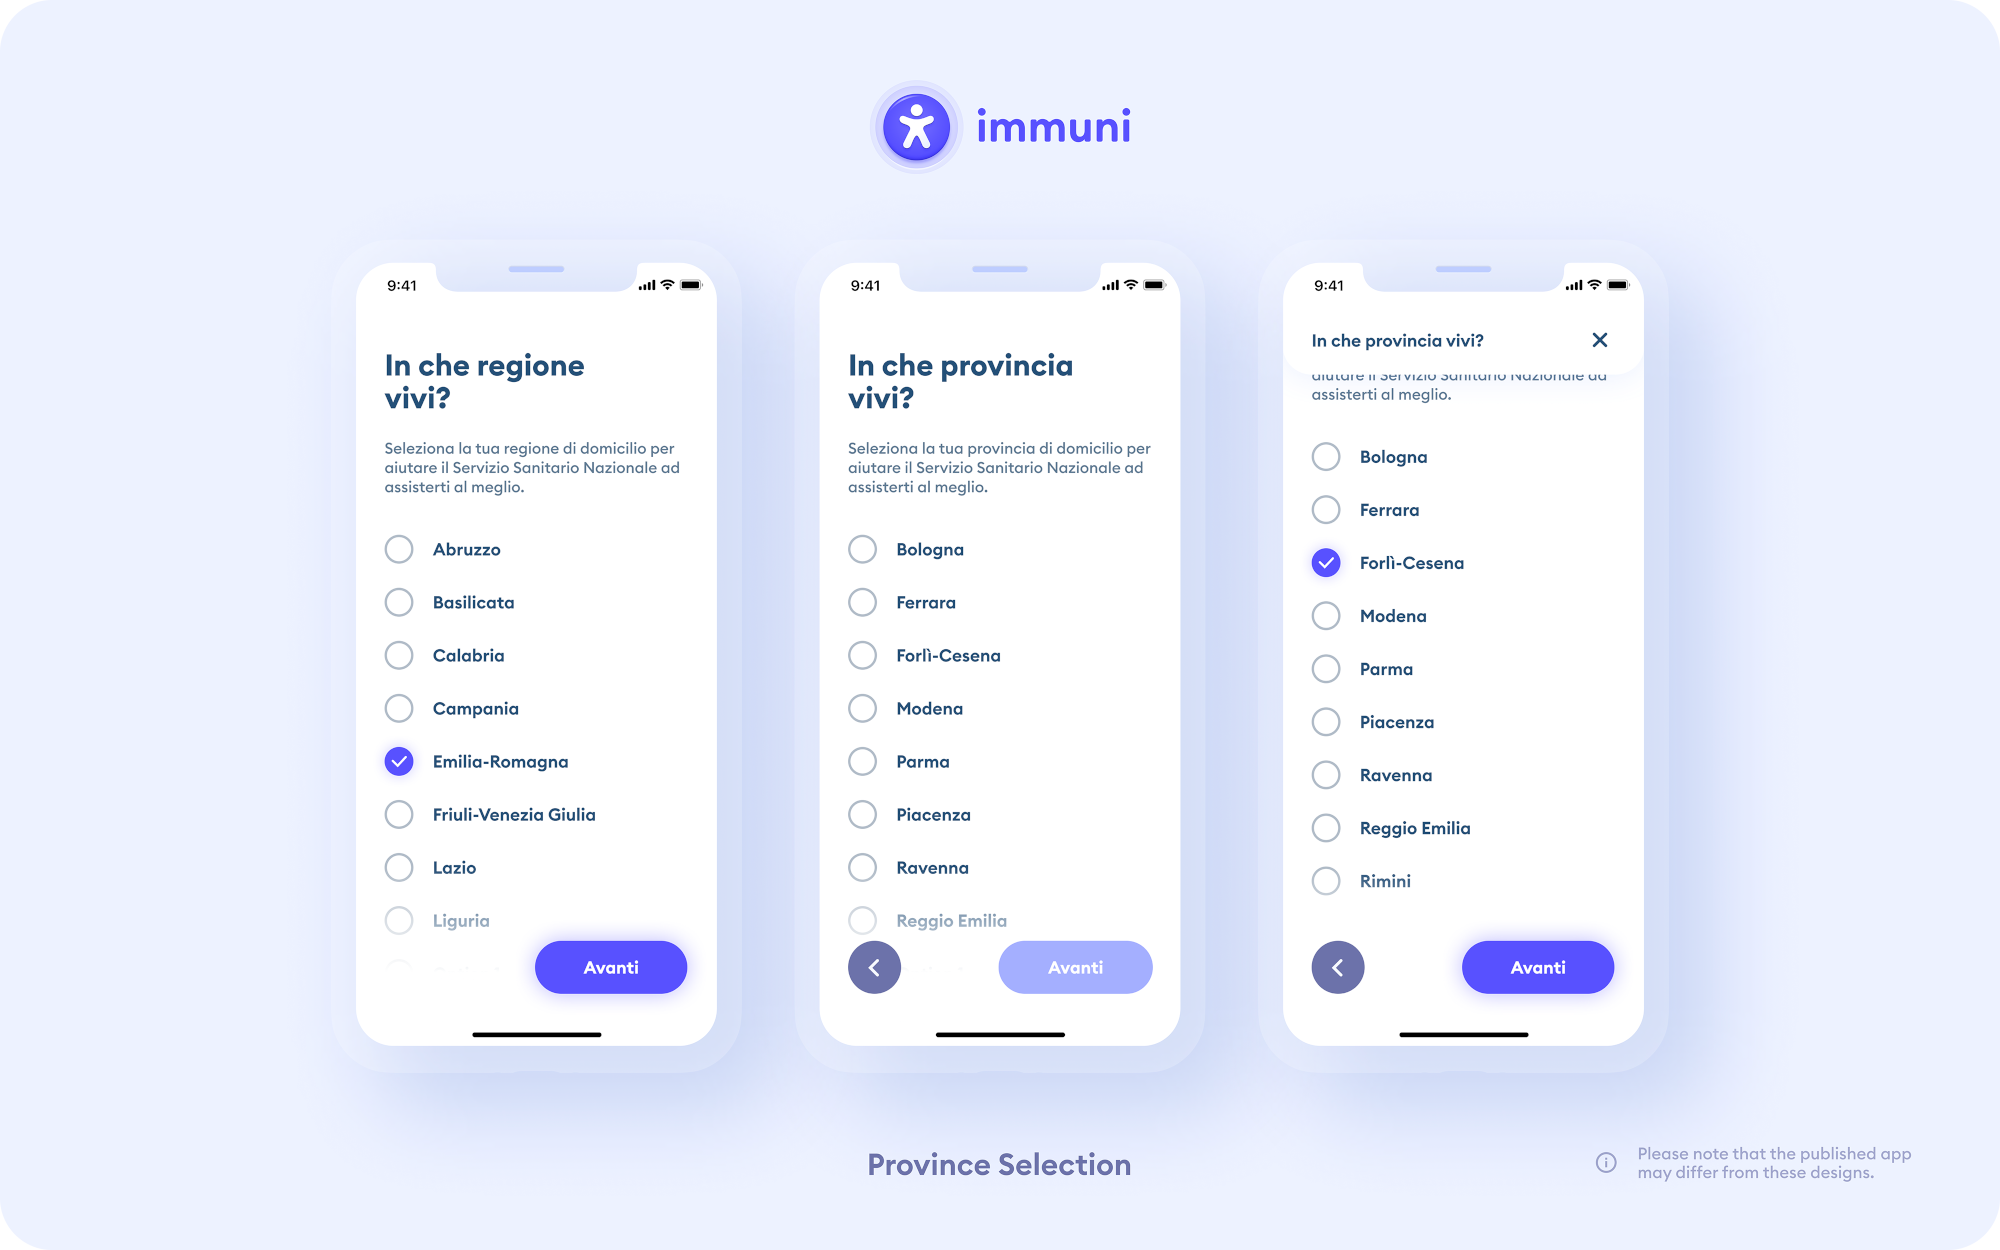 immuni
9:41
In che regione
vivi?
Seleziona la tua regione di domicilio per
aiutare il Servizio Sanitario Nazionale ad
assisterti al meglio.
Abruzzo
Basilicata
Calabria
Campania
Emilia-Romagna
Friuli-Venezia Giulia
Lazio
Liguria
Avanti
9:41
In che provincia
vivi?
Seleziona la tua provincia di domicilio per
aiutare il Servizio Sanitario Nazionale ad
assisterti al meglio.
Bologna
Ferrara
Forlì-Cesena
Modena
Parma
Piacenza
Ravenna
Reggio Emilia
Avanti
9:41
In che provincia vivi?
aiutare il Servizio Sanitario Nazionale ad
assisterti al meglio.
Bologna
Ferrara
Forlì-Cesena
Modena
Parma
Piacenza
Ravenna
Reggio Emilia
Rimini
Avanti
Province Selection
Please note that the published app
may differ from these designs.